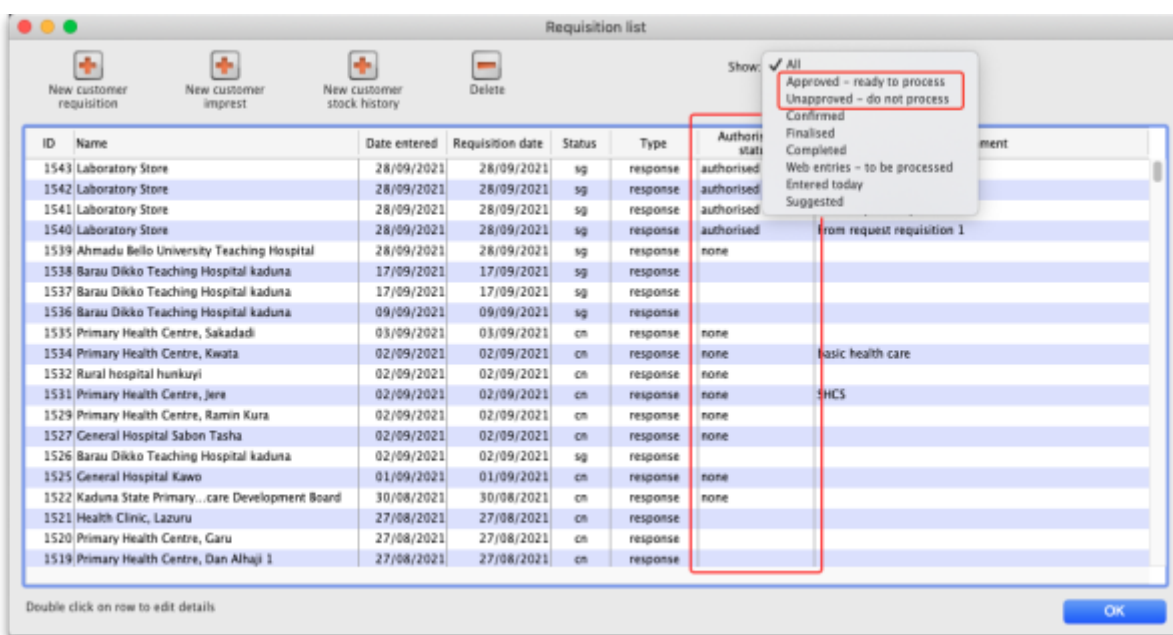 Requisition list
New customer requisition
New customer imprest
New customer stock history
Delete
Show: ✓ All
Approved – ready to process
Unapproved – do not process
Confirmed
Finalised
Completed
Web entries – to be processed
Entered today
Suggested
ID Name Date entered Requisition date Status Type
1543 Laboratory Store 28/09/2021 28/09/2021 sg response authorised
1542 Laboratory Store 28/09/2021 28/09/2021 sg response authorised
1541 Laboratory Store 28/09/2021 28/09/2021 sg response authorised
1540 Laboratory Store 28/09/2021 28/09/2021 sg response authorised From request requisition 1
1539 Ahmadu Bello University Teaching Hospital 28/09/2021 28/09/2021 sg response none
1538 Barau Dikko Teaching Hospital kaduna 17/09/2021 17/09/2021 sg response
1537 Barau Dikko Teaching Hospital kaduna 17/09/2021 17/09/2021 sg response
1536 Barau Dikko Teaching Hospital kaduna 09/09/2021 09/09/2021 sg response
1535 Primary Health Centre, Sakadadi 03/09/2021 03/09/2021 cn response none
1534 Primary Health Centre, Kwata 02/09/2021 02/09/2021 cn response none basic health care
1532 Rural hospital hunkuyi 02/09/2021 02/09/2021 cn response none
1531 Primary Health Centre, Jere 02/09/2021 02/09/2021 cn response none SHCS
1529 Primary Health Centre, Ramin Kura 02/09/2021 02/09/2021 cn response none
1527 General Hospital Sabon Tasha 02/09/2021 02/09/2021 cn response none
1526 Barau Dikko Teaching Hospital kaduna 02/09/2021 02/09/2021 sg response
1525 General Hospital Kawo 01/09/2021 01/09/2021 cn response none
1522 Kaduna State Primary...care Development Board 30/08/2021 30/08/2021 cn response none
1521 Health Clinic, Lazuru 27/08/2021 27/08/2021 cn response
1520 Primary Health Centre, Garu 27/08/2021 27/08/2021 cn response
1519 Primary Health Centre, Dan Alhaji 1 27/08/2021 27/08/2021 cn response
Double click on row to edit details
OK